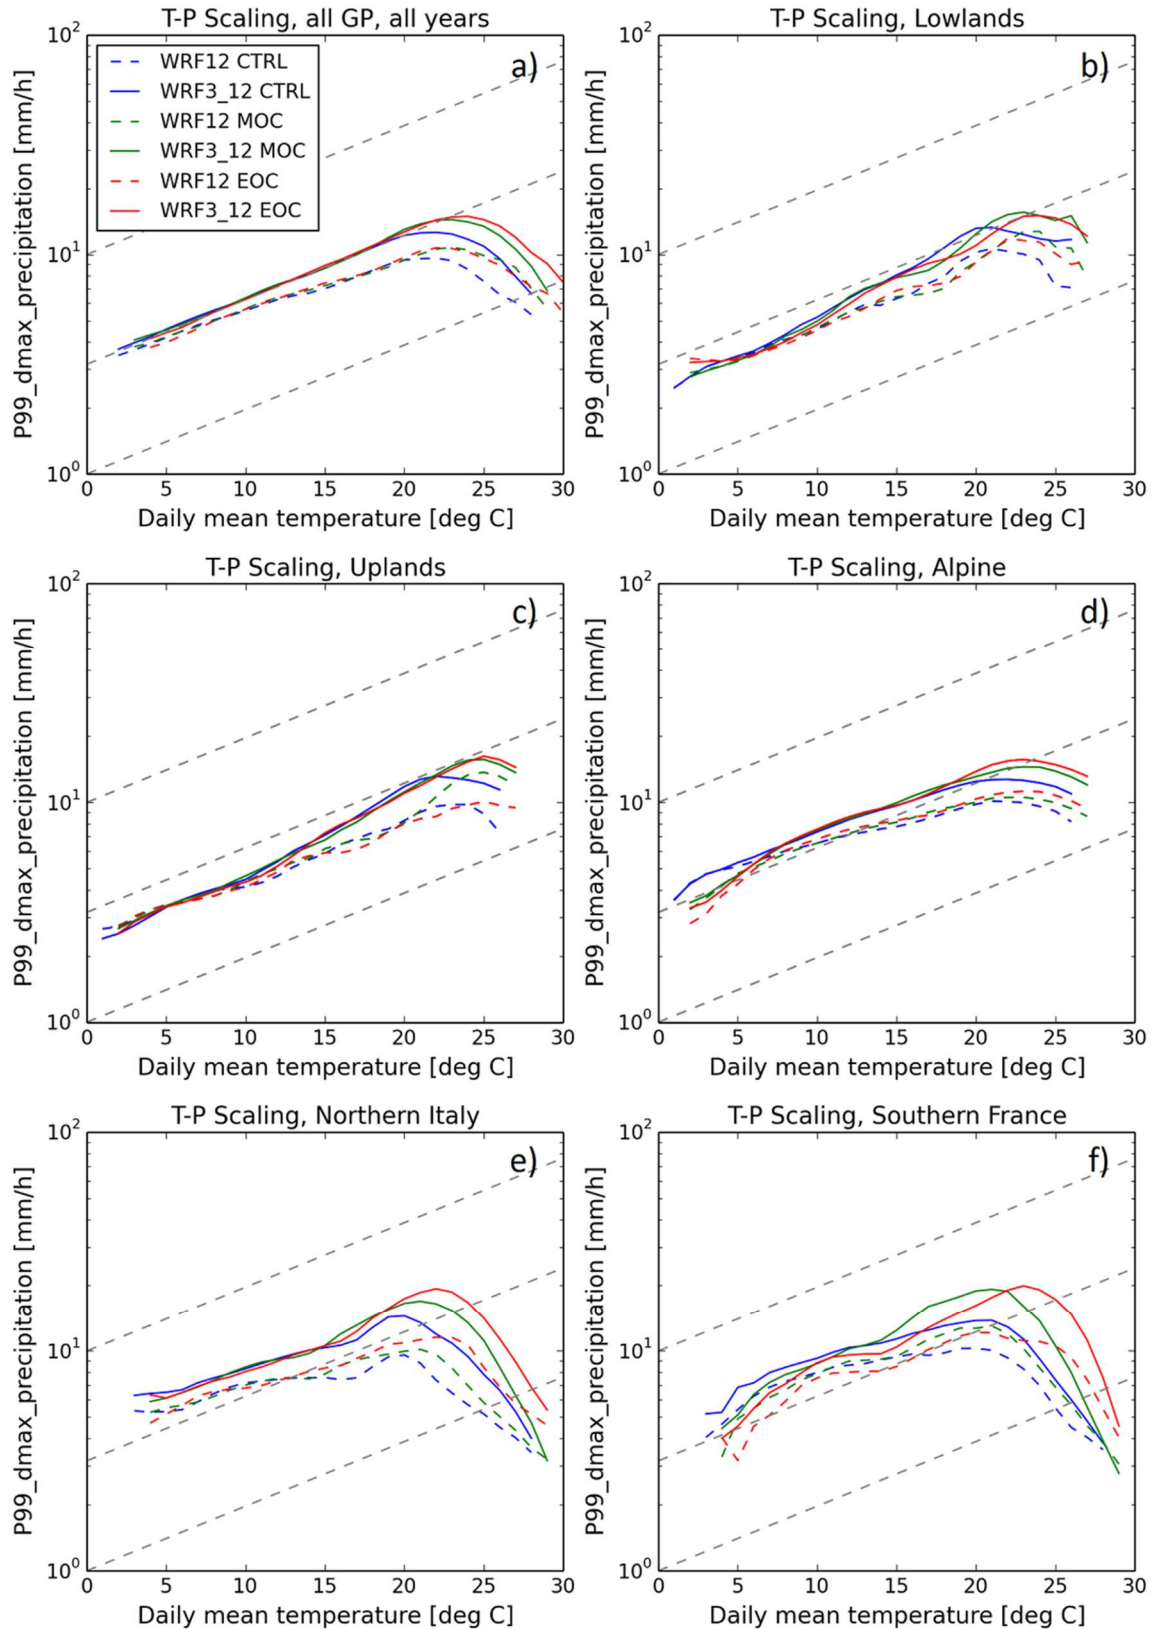 T-P Scaling, all GP, all years
a)
WRF12 CTRL
WRF3_12 CTRL
WRF12 MOC
WRF3_12 MOC
WRF12 EOC
WRF3_12 EOC
P99_dmax_precipitation [mm/h]
10²
10¹
10⁰
0 5 10 15 20 25 30
Daily mean temperature [deg C]
T-P Scaling, Lowlands
b)
P99_dmax_precipitation [mm/h]
10²
10¹
10⁰
0 5 10 15 20 25 30
Daily mean temperature [deg C]
T-P Scaling, Uplands
c)
P99_dmax_precipitation [mm/h]
10²
10¹
10⁰
0 5 10 15 20 25 30
Daily mean temperature [deg C]
T-P Scaling, Alpine
d)
P99_dmax_precipitation [mm/h]
10²
10¹
10⁰
0 5 10 15 20 25 30
Daily mean temperature [deg C]
T-P Scaling, Northern Italy
e)
P99_dmax_precipitation [mm/h]
10²
10¹
10⁰
0 5 10 15 20 25 30
Daily mean temperature [deg C]
T-P Scaling, Southern France
f)
P99_dmax_precipitation [mm/h]
10²
10¹
10⁰
0 5 10 15 20 25 30
Daily mean temperature [deg C]